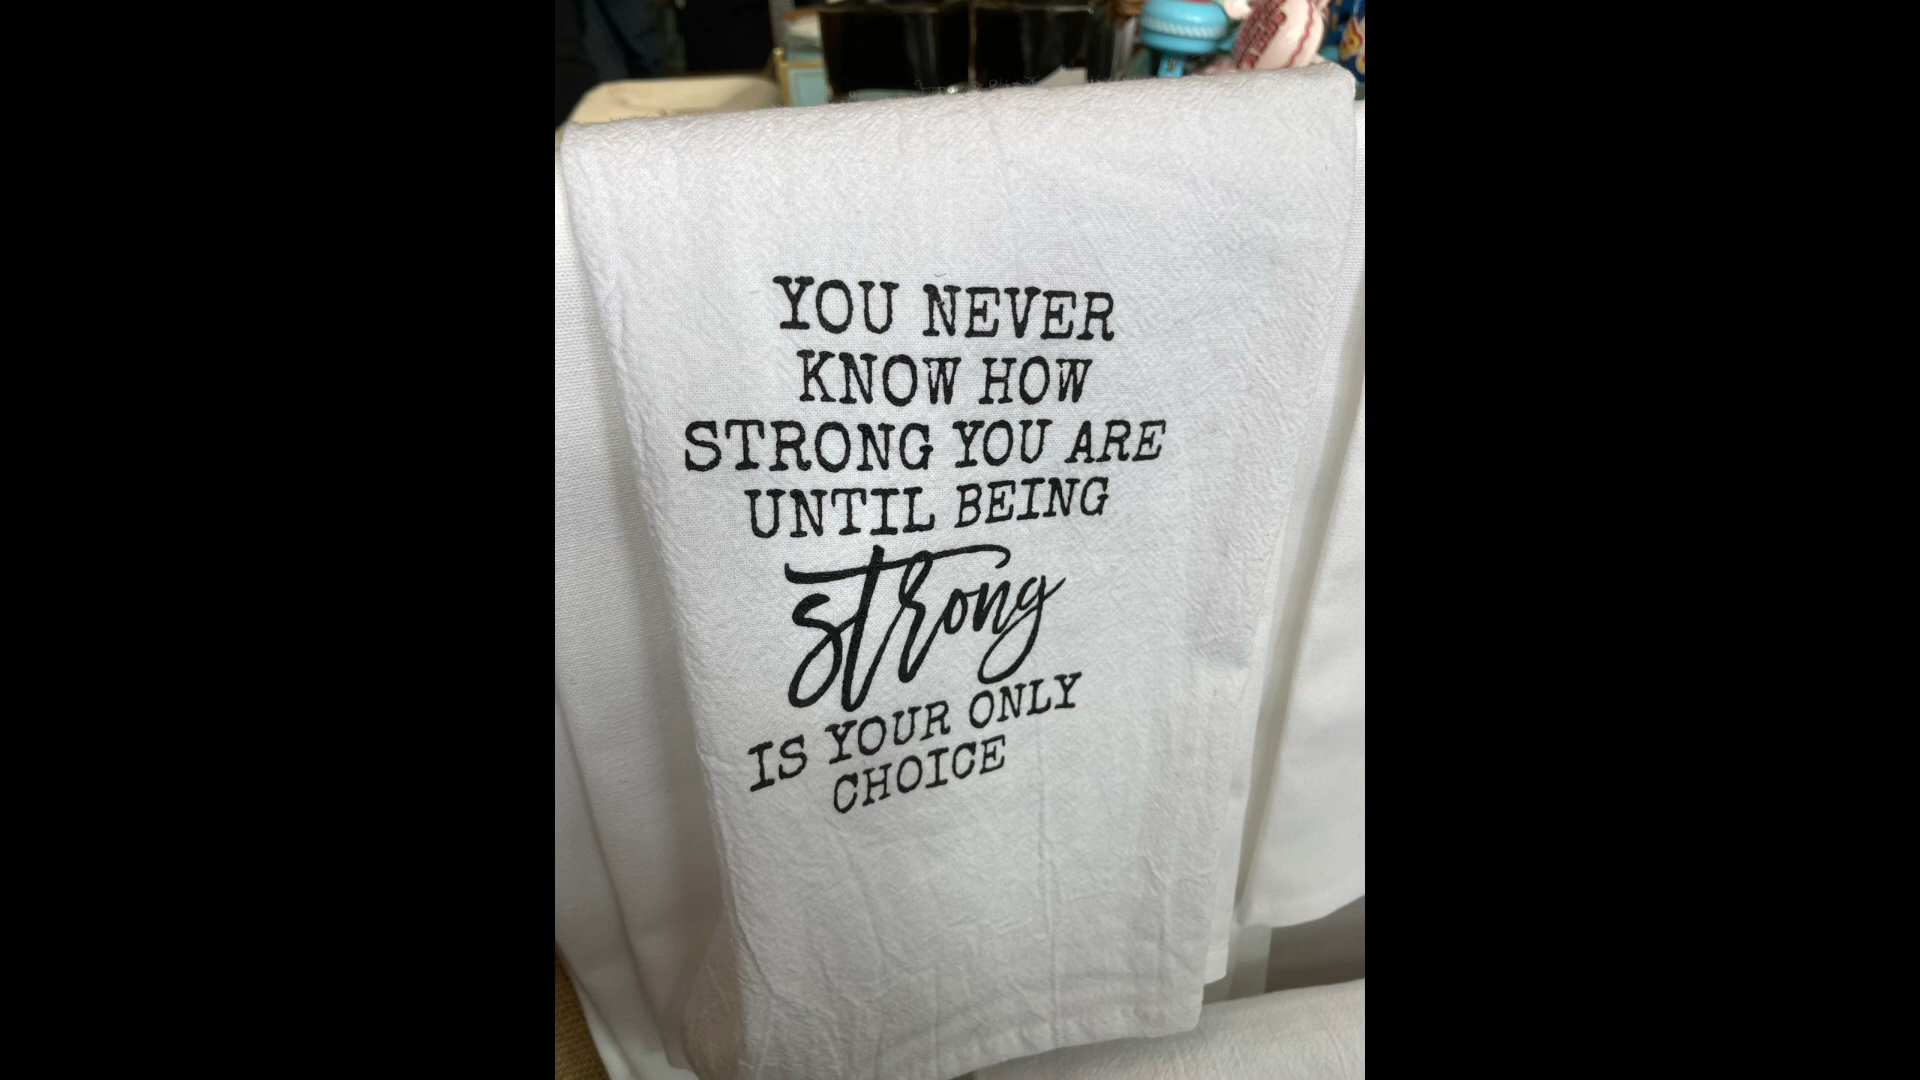 YOU NEVER
KNOW HOW
STRONG YOU ARE
UNTIL BEING
strong
IS YOUR ONLY
CHOICE